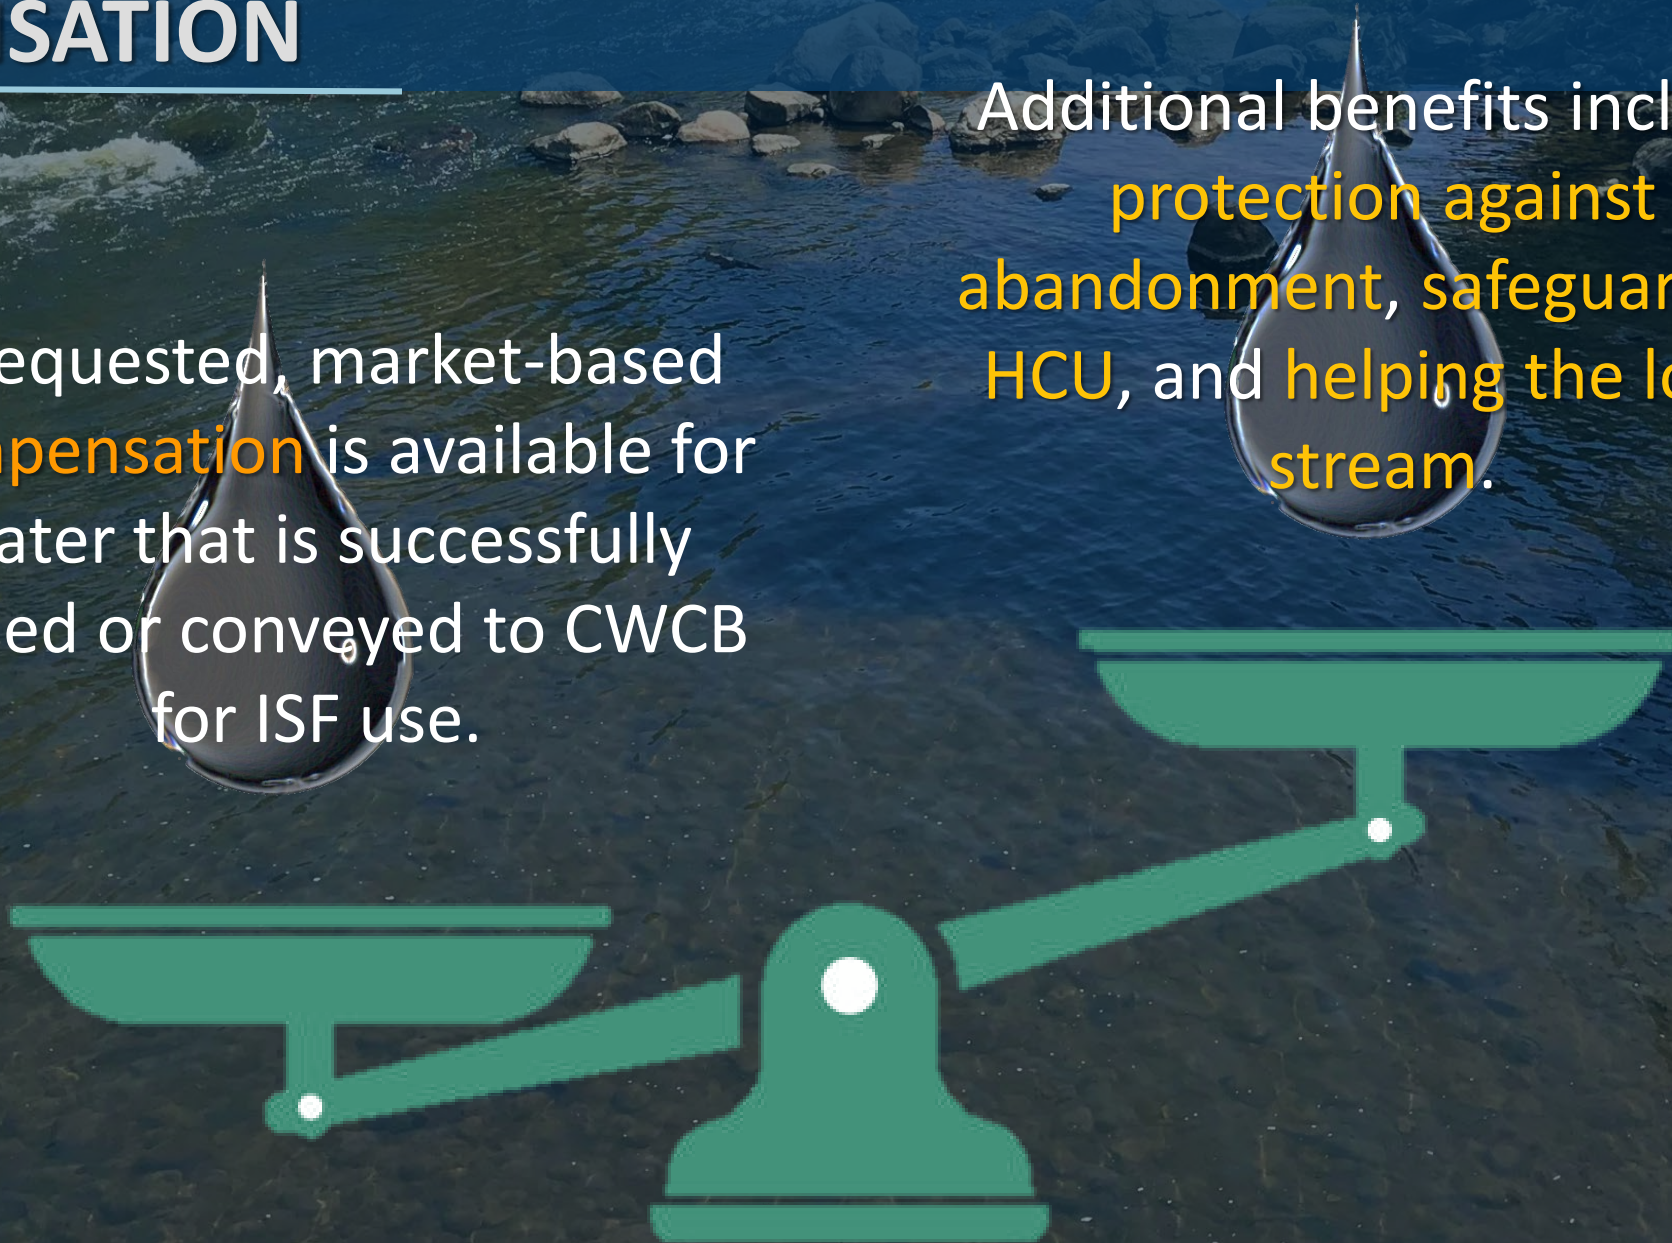 SATION
equested, market-based
pensation is available for
ater that is successfully
ed or conveyed to CWCB
for ISF use.
Additional benefits incl
protection against
abandonment, safeguar
HCU, and helping the lo
stream.